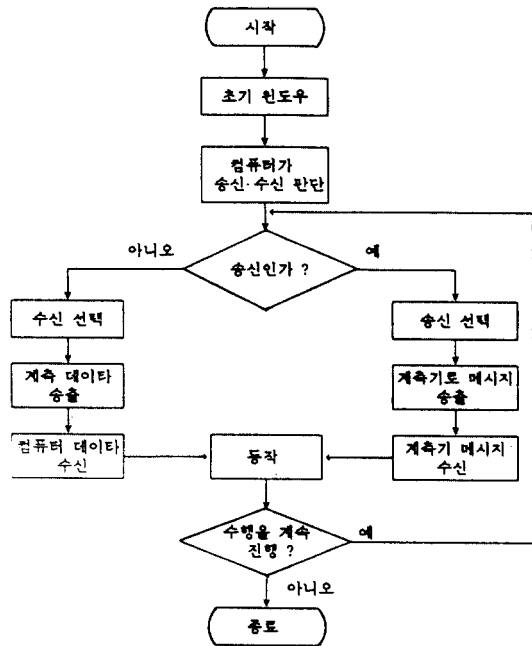 시작
초기 윈도우
컴퓨터가
송신·수신 판단
아니오
송신인가 ?
예
수신 선택
송신 선택
계측 데이타
송출
계측기로 메시지
송출
컴퓨터 데이타
수신
동작
계측기 메시지
수신
수행을 계속
진행 ?
예
아니오
종료